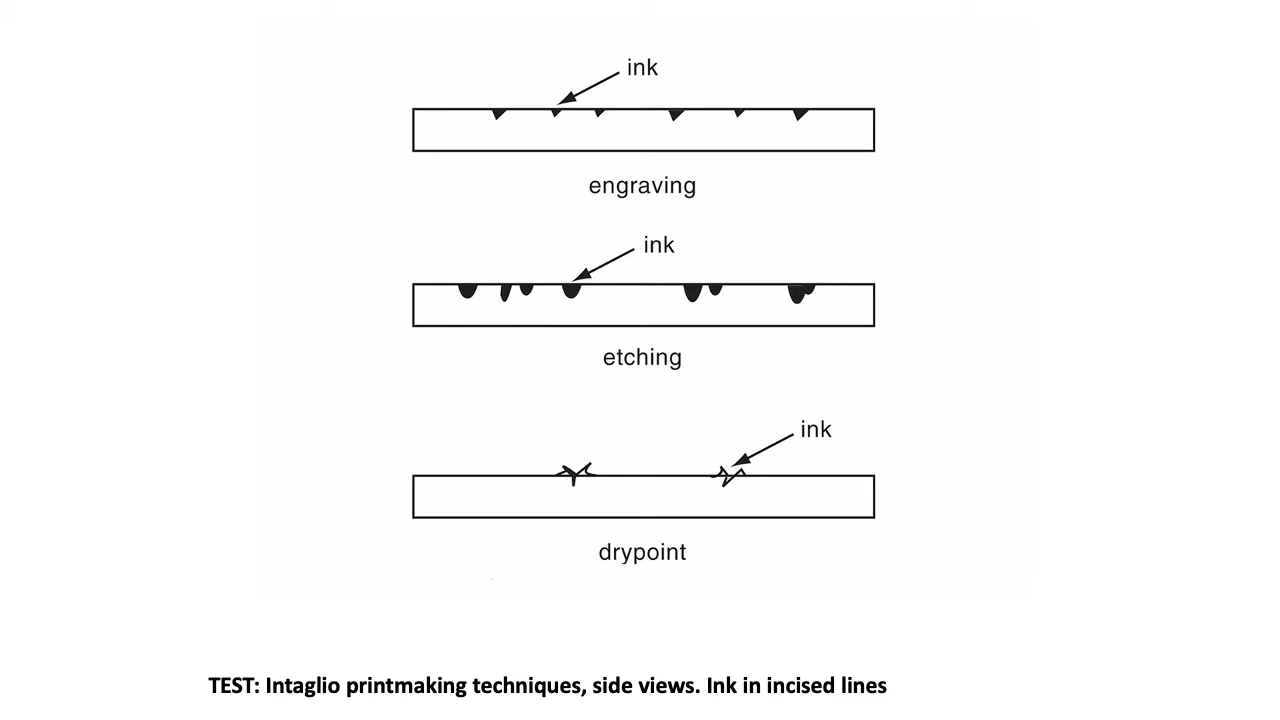 ink
engraving
ink
etching
ink
drypoint
TEST: Intaglio printmaking techniques, side views. Ink in incised lines